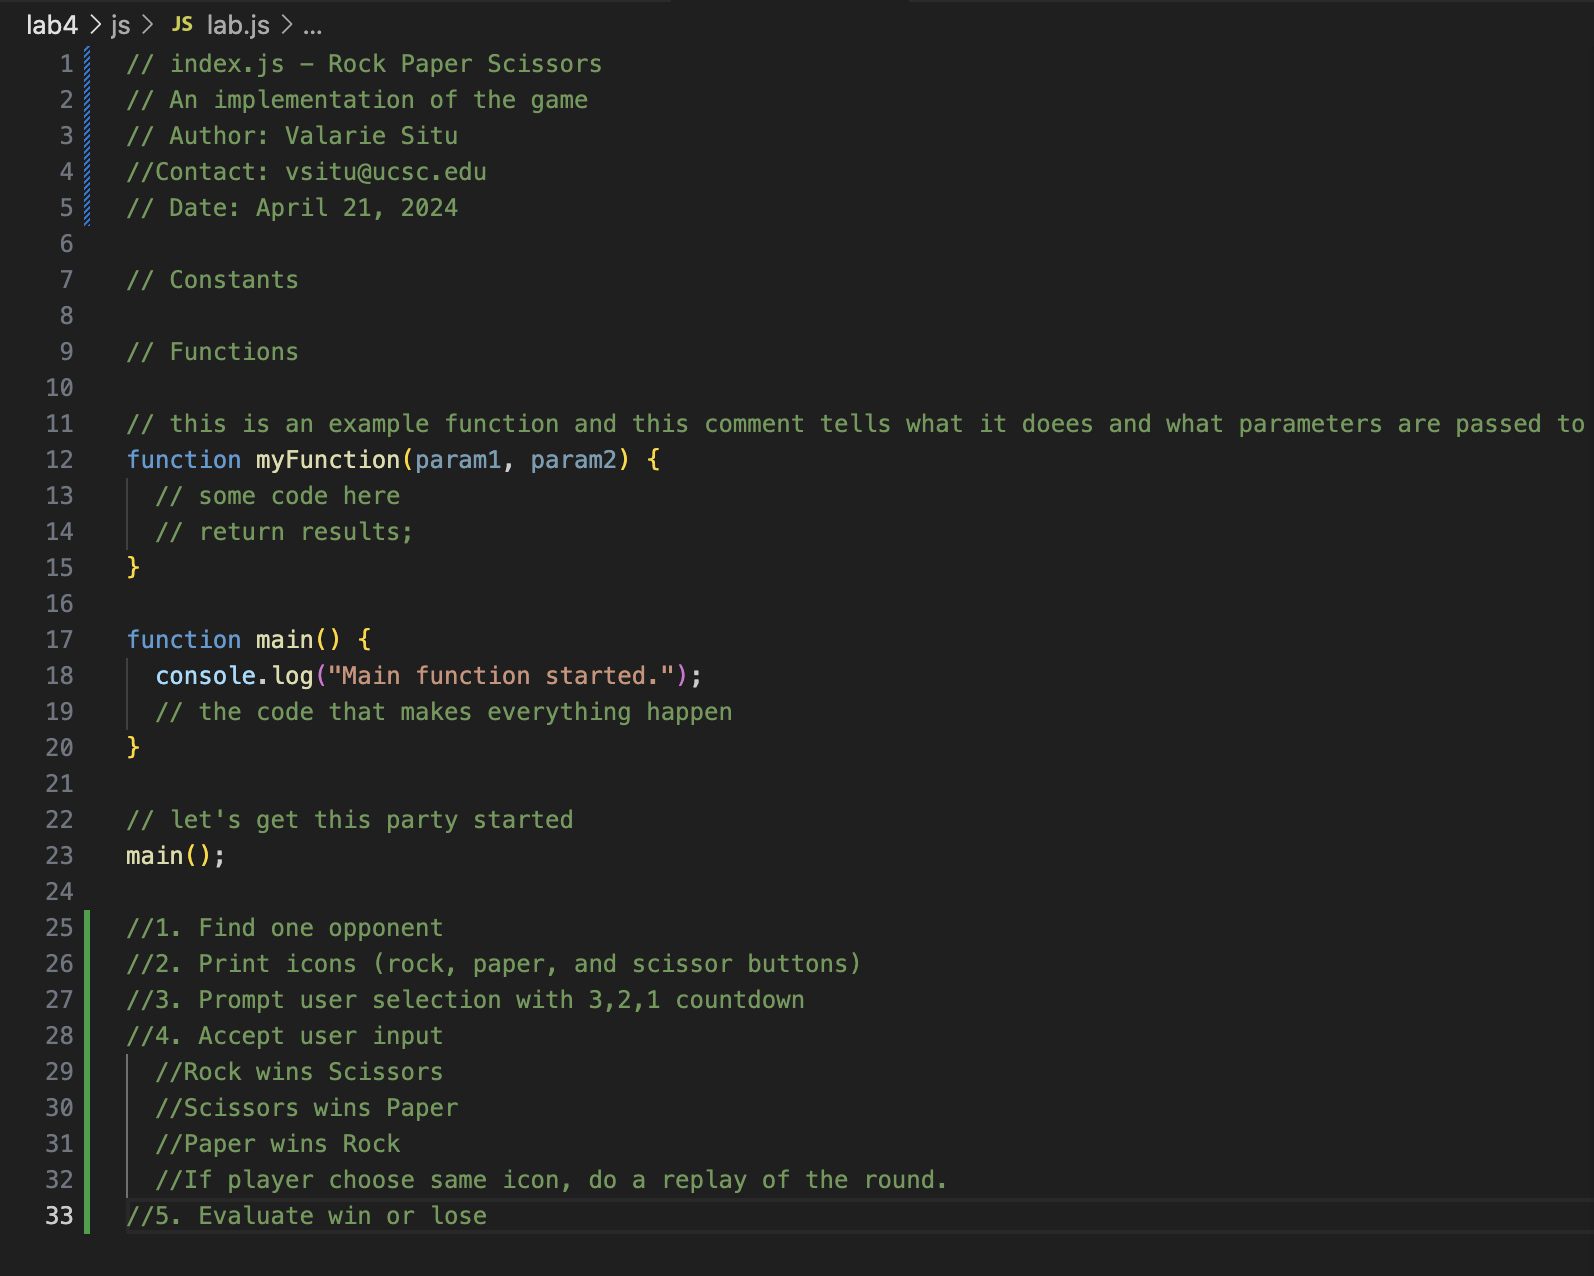 lab4 > js > JS lab.js > ...
1 // index.js – Rock Paper Scissors
2 // An implementation of the game
3 // Author: Valarie Situ
4 //Contact: vsitu@ucsc.edu
5 // Date: April 21, 2024
6
7 // Constants
8
9 // Functions
10
11 // this is an example function and this comment tells what it doees and what parameters are passed to
12 function myFunction(param1, param2) {
13 // some code here
14 // return results;
15 }
16
17 function main() {
18 console.log("Main function started.");
19 // the code that makes everything happen
20 }
21
22 // let's get this party started
23 main();
24
25 //1. Find one opponent
26 //2. Print icons (rock, paper, and scissor buttons)
27 //3. Prompt user selection with 3,2,1 countdown
28 //4. Accept user input
29 //Rock wins Scissors
30 //Scissors wins Paper
31 //Paper wins Rock
32 //If player choose same icon, do a replay of the round.
33 //5. Evaluate win or lose